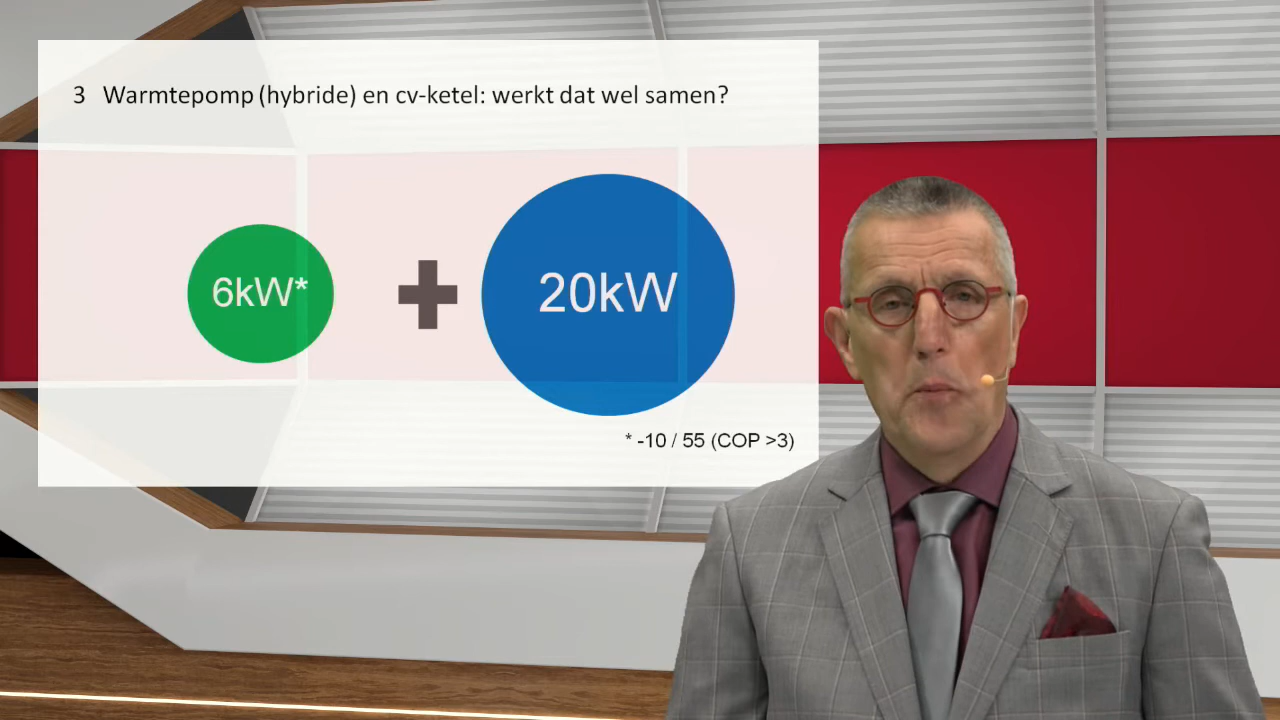 3 Warmtepomp (hybride) en cv-ketel: werkt dat wel samen?
6kW*
20kW
* -10 / 55 (COP >3)